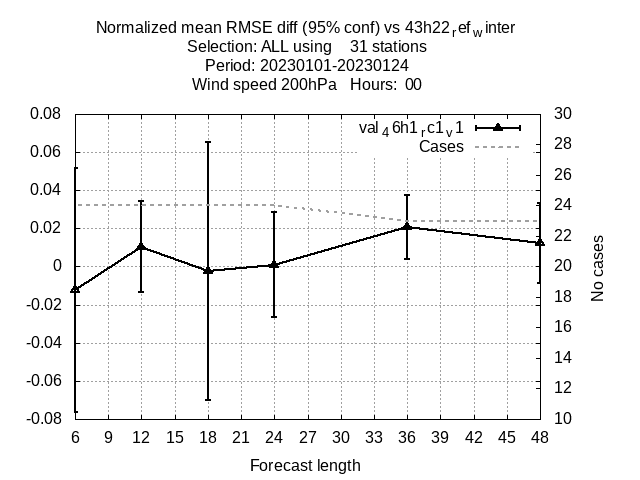 Normalized mean RMSE diff (95% conf) vs 43h22refwinter
Selection: ALL using 31 stations
Period: 20230101-20230124
Wind speed 200hPa Hours: 00
0.08 30
val46h1rc1v1
28
Cases
0.06
26
0.04
24
0.02 22
0 20
No cases
-0.02 18
16
-0.04
14
-0.06 12
-0.08 10
6 9 12 15 18 21 24 27 30 33 36 39 42 45 48
Forecast length